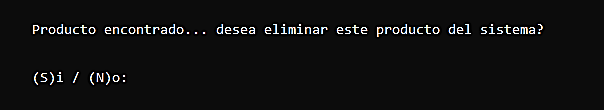 Producto encontrado... desea eliminar este producto del sistema?
(S)i / (N)o: